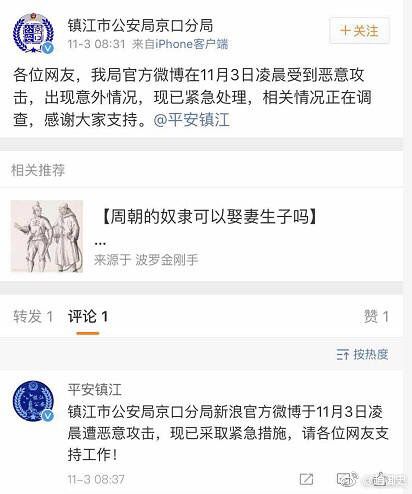 镇江市公安局京口分局
11-3 08:31 来自iPhone客户端
+关注
各位网友，我局官方微博在11月3日凌晨受到恶意攻
击，出现意外情况，现已紧急处理，相关情况正在调
查，感谢大家支持。@平安镇江
相关推荐
【周朝的奴隶可以娶妻生子吗】
...
来源于 波罗金刚手
转发 1 评论 1 赞 1
按热度
平安镇江
镇江市公安局京口分局新浪官方微博于11月3日凌
晨遭恶意攻击，现已采取紧急措施，请各位网友支
持工作！
11-3 08:37